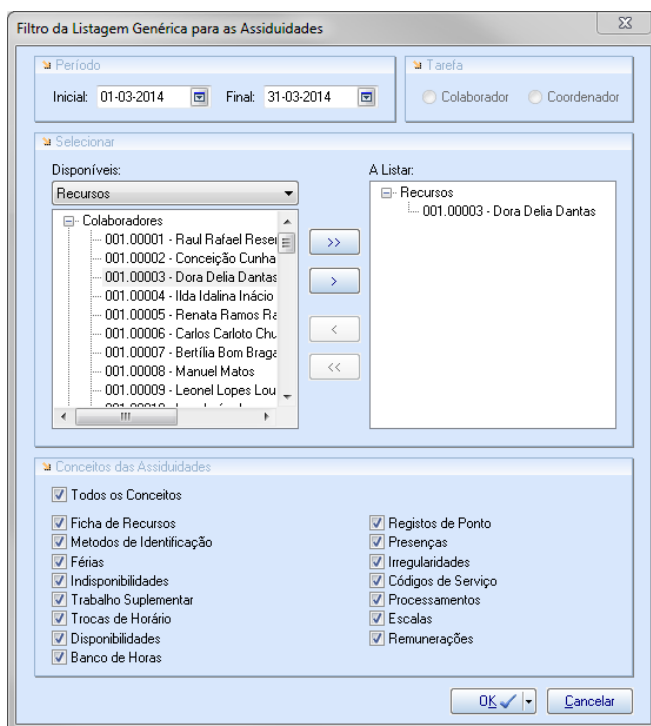 Filtro da Listagem Genérica para as Assiduidades
Período
Inicial: 01-03-2014 Final: 31-03-2014
Tarefa
Colaborador Coordenador
Selecionar
Disponíveis:
Recursos
Colaboradores
001.00001 - Raul Rafael Reser
001.00002 - Conceição Cunha
001.00003 - Dora Delia Dantas
001.00004 - Ilda Idalina Inácio
001.00005 - Renata Ramos Ra
001.00006 - Carlos Carloto Chu
001.00007 - Bertília Bom Braga
001.00008 - Manuel Matos
001.00009 - Leonel Lopes Lou
>>
>
<
<<
A Listar:
Recursos
001.00003 - Dora Delia Dantas
Conceitos das Assiduidades
Todos os Conceitos
Ficha de Recursos
Metodos de Identificação
Férias
Indisponibilidades
Trabalho Suplementar
Trocas de Horário
Disponibilidades
Banco de Horas
Registos de Ponto
Presenças
Irregularidades
Códigos de Serviço
Processamentos
Escalas
Remunerações
OK
Cancelar